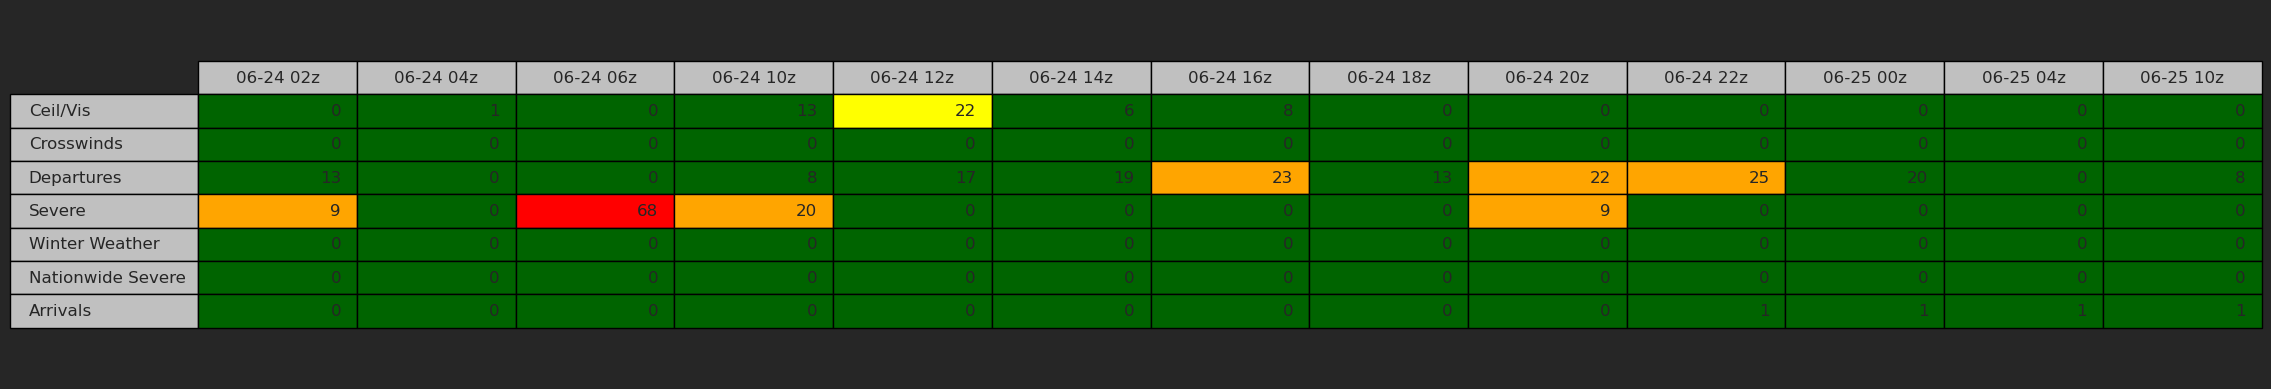 06-24 02z 06-24 04z 06-24 06z 06-24 10z 06-24 12z 06-24 14z 06-24 16z 06-24 18z 06-24 20z 06-24 22z 06-25 00z 06-25 04z 06-25 10z
Ceil/Vis 0 1 0 13 22 6 8 0 0 0 0 0 0
Crosswinds 0 0 0 0 0 0 0 0 0 0 0 0 0
Departures 13 0 0 8 17 19 23 13 22 25 20 0 8
Severe 9 0 68 20 0 0 0 0 9 0 0 0 0
Winter Weather 0 0 0 0 0 0 0 0 0 0 0 0 0
Nationwide Severe 0 0 0 0 0 0 0 0 0 0 0 0 0
Arrivals 0 0 0 0 0 0 0 0 0 1 1 1 1